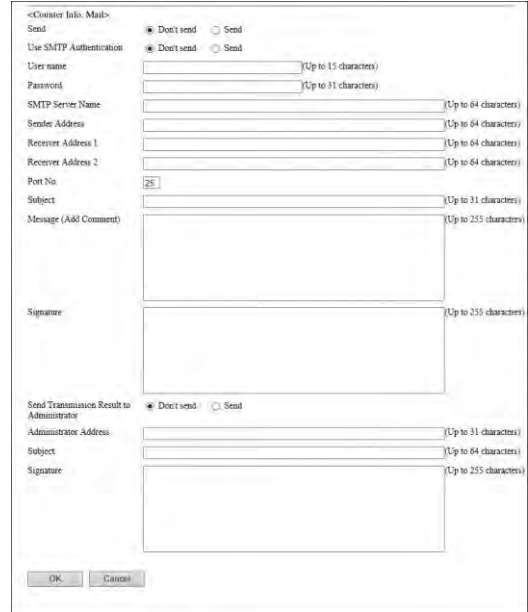 <Counter Info. Mail>
Send Don't send Send
Use SMTP Authentication Don't send Send
User name (Up to 15 characters)
Password (Up to 31 characters)
SMTP Server Name (Up to 64 characters)
Sender Address (Up to 64 characters)
Receiver Address 1 (Up to 64 characters)
Receiver Address 2 (Up to 64 characters)
Port No. 25
Subject (Up to 31 characters)
Message (Add Comment) (Up to 255 characters)
Signature (Up to 255 characters)
Send Transmission Result to Don't send Send
Administrator
Administrator Address (Up to 31 characters)
Subject (Up to 64 characters)
Signature (Up to 255 characters)
OK Cancel